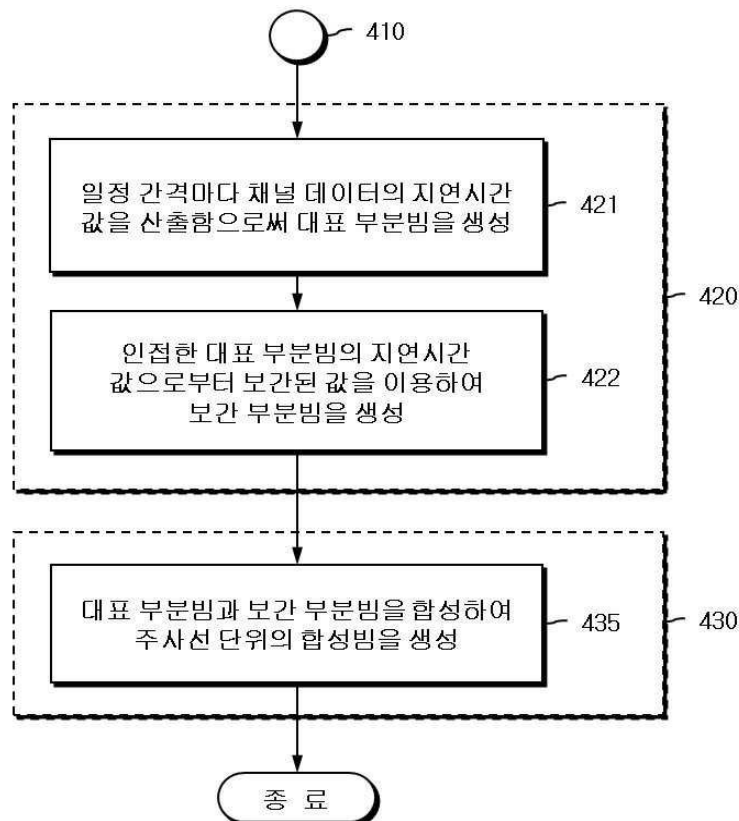 410
일정 간격마다 채널 데이터의 지연시간
값을 산출함으로써 대표 부분빔을 생성
421
420
인접한 대표 부분빔의 지연시간
값으로부터 보간된 값을 이용하여
보간 부분빔을 생성
422
대표 부분빔과 보간 부분빔을 합성하여
주사선 단위의 합성빔을 생성
435
430
종 료